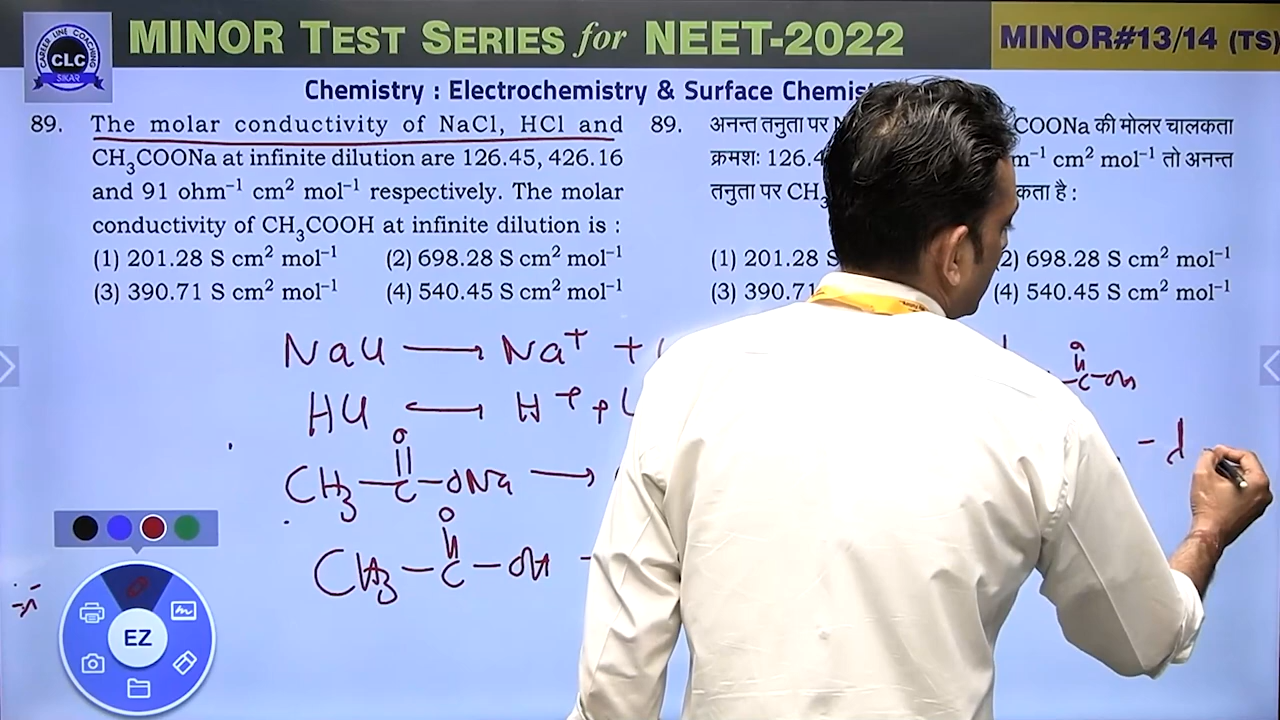 CAREER LINE COACHING
CLC
SIKAR
MINOR TEST SERIES for NEET-2022
MINOR#13/14 (TS)
Chemistry : Electrochemistry & Surface
89. The molar conductivity of NaCl, HCl and
CH₃COONa at infinite dilution are 126.45, 426.16
and 91 ohm⁻¹ cm² mol⁻¹ respectively. The molar
conductivity of CH₃COOH at infinite dilution is :
(1) 201.28 S cm² mol⁻¹ (2) 698.28 S cm² mol⁻¹
(3) 390.71 S cm² mol⁻¹ (4) 540.45 S cm² mol⁻¹
89. अनन्त तनुता पर COONa की मोलर चालकता
क्रमशः 126.4 cm² mol⁻¹ तो अनन्त
तनुता पर है :
(1) 201.28 S 2) 698.28 S cm² mol⁻¹
(3) 390.71 (4) 540.45 S cm² mol⁻¹
NaCl ⟶ Na⁺ +
HCl ⟶ H⁺ +
O
CH₃—C—ONa ⟶
O
CH₃—C—OH
O
C—OH
EZ